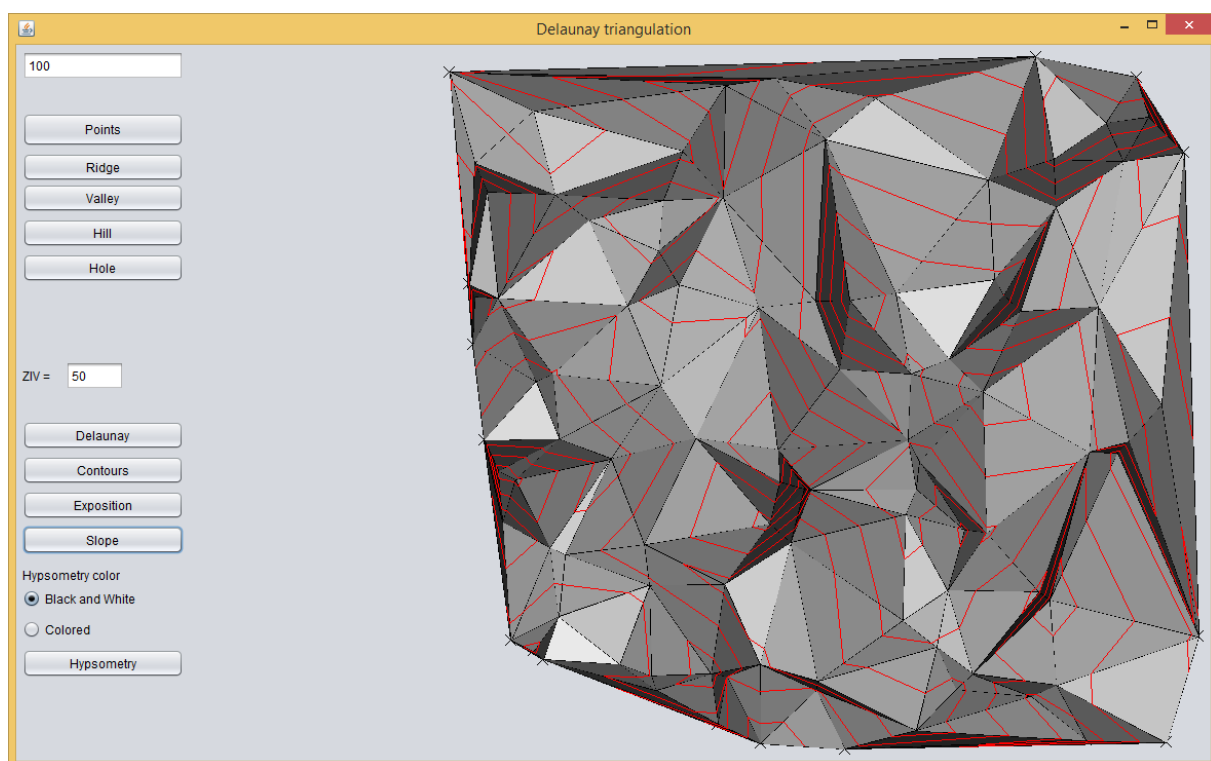 Delaunay triangulation
100
Points
Ridge
Valley
Hill
Hole
ZIV = 50
Delaunay
Contours
Exposition
Slope
Hypsometry color
Black and White
Colored
Hypsometry